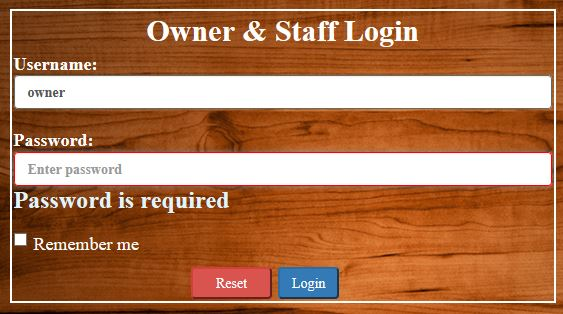 Owner & Staff Login
Username:
owner
Password:
Enter password
Password is required
Remember me
Reset Login